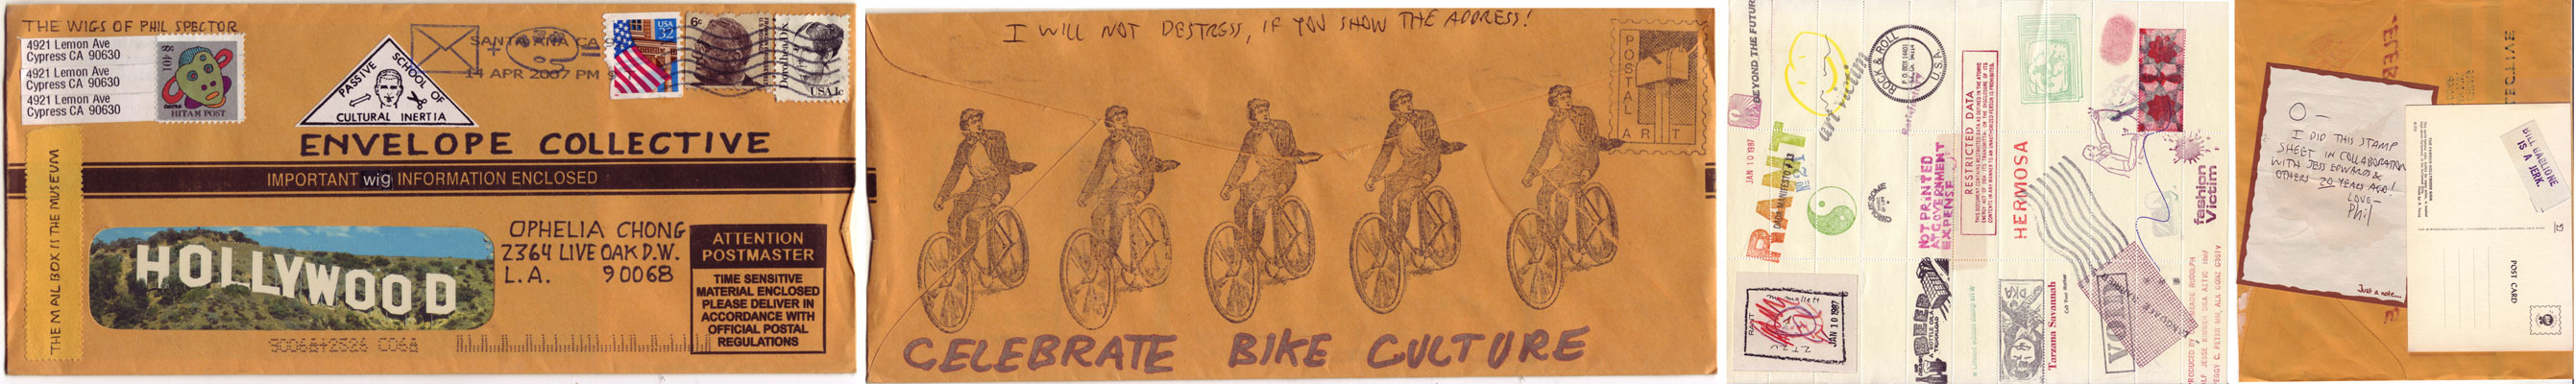 THE WIGS OF PHIL SPECTOR
4921 Lemon Ave
Cypress CA 90630
4921 Lemon Ave
Cypress CA 90630
4921 Lemon Ave
Cypress CA 90630
HITAM POST
PASSIVE SCHOOL OF
CULTURAL INERTIA
SANTA ANA CA
14 APR 2007 PM
USA
32
6c
USA 1c
ENVELOPE COLLECTIVE
IMPORTANT wig INFORMATION ENCLOSED
THE MAIL BOX IS THE MUSEUM
HOLLYWOOD
OPHELIA CHONG
2364 LIVE OAK D.W.
L.A. 90068
ATTENTION
POSTMASTER
TIME SENSITIVE
MATERIAL ENCLOSED
PLEASE DELIVER IN
ACCORDANCE WITH
OFFICIAL POSTAL
REGULATIONS
I WILL NOT DESTRESS, IF YOU SHOW THE ADDRESS!
POSTAL
ART
CELEBRATE BIKE CULTURE
BEYOND THE FUTUR
JAN 10 1987
RANT
art victim
ROCK & ROLL
U.S.A.
RESTRICTED DATA
NOT PRINTED
AT GOVERNMENT
EXPENSE
HERMOSA
fashion
Victim
RANT
JAN 10 1987
BEEP
Tarzana Savannah
VOID
O-
I DID THIS STAMP
SHEET IN COLLABORATION
WITH JESS EDWARDS &
OTHERS 20 YEARS AGO!
LOVE-
Phil
Just a note...
BILL GAGLIONE
IS A JERK.
POST CARD